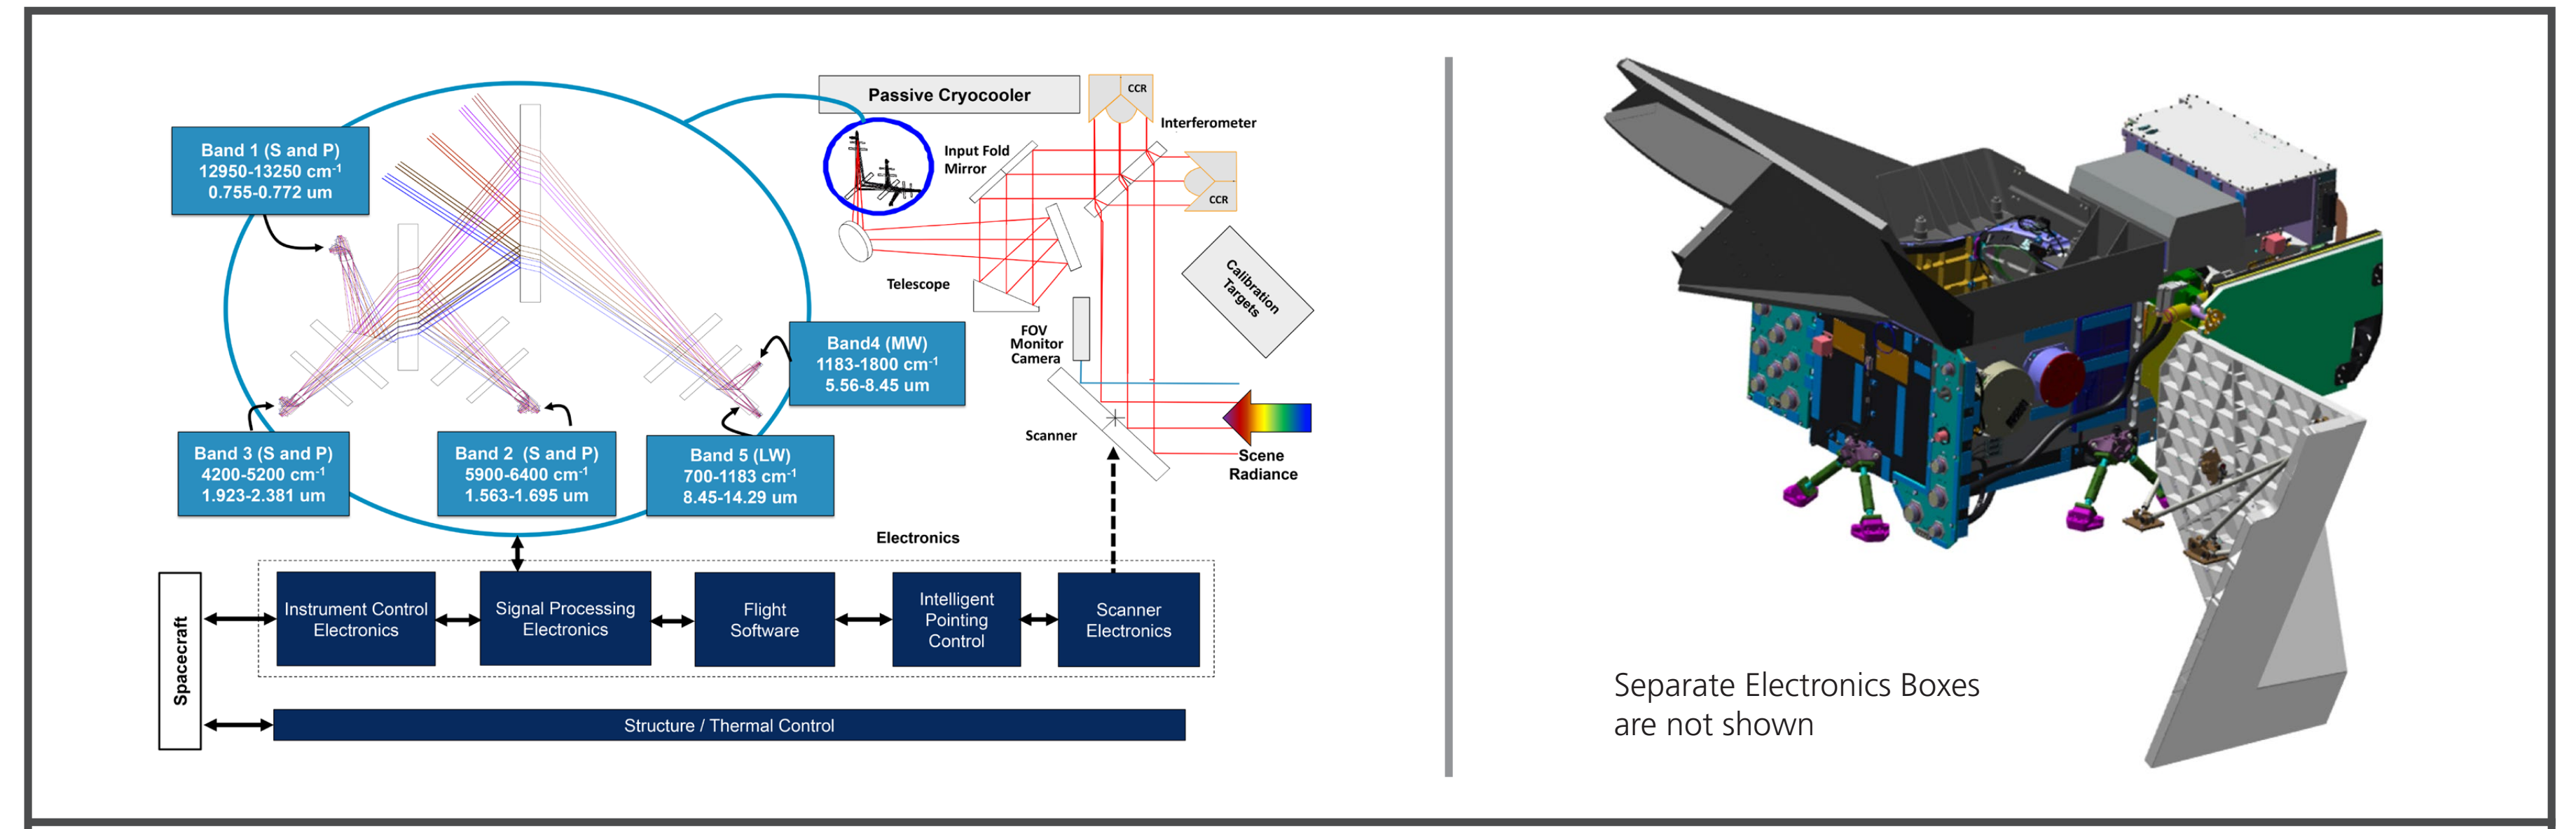 Passive Cryocooler
CCR
Interferometer
Input Fold
Mirror
CCR
Band 1 (S and P)
12950-13250 cm-1
0.755-0.772 um
Telescope
Calibration
Targets
FOV
Monitor
Camera
Band4 (MW)
1183-1800 cm-1
5.56-8.45 um
Scanner
Scene
Radiance
Band 3 (S and P)
4200-5200 cm-1
1.923-2.381 um
Band 2 (S and P)
5900-6400 cm-1
1.563-1.695 um
Band 5 (LW)
700-1183 cm-1
8.45-14.29 um
Electronics
Spacecraft
Instrument Control
Electronics
Signal Processing
Electronics
Flight
Software
Intelligent
Pointing
Control
Scanner
Electronics
Structure / Thermal Control
Separate Electronics Boxes
are not shown